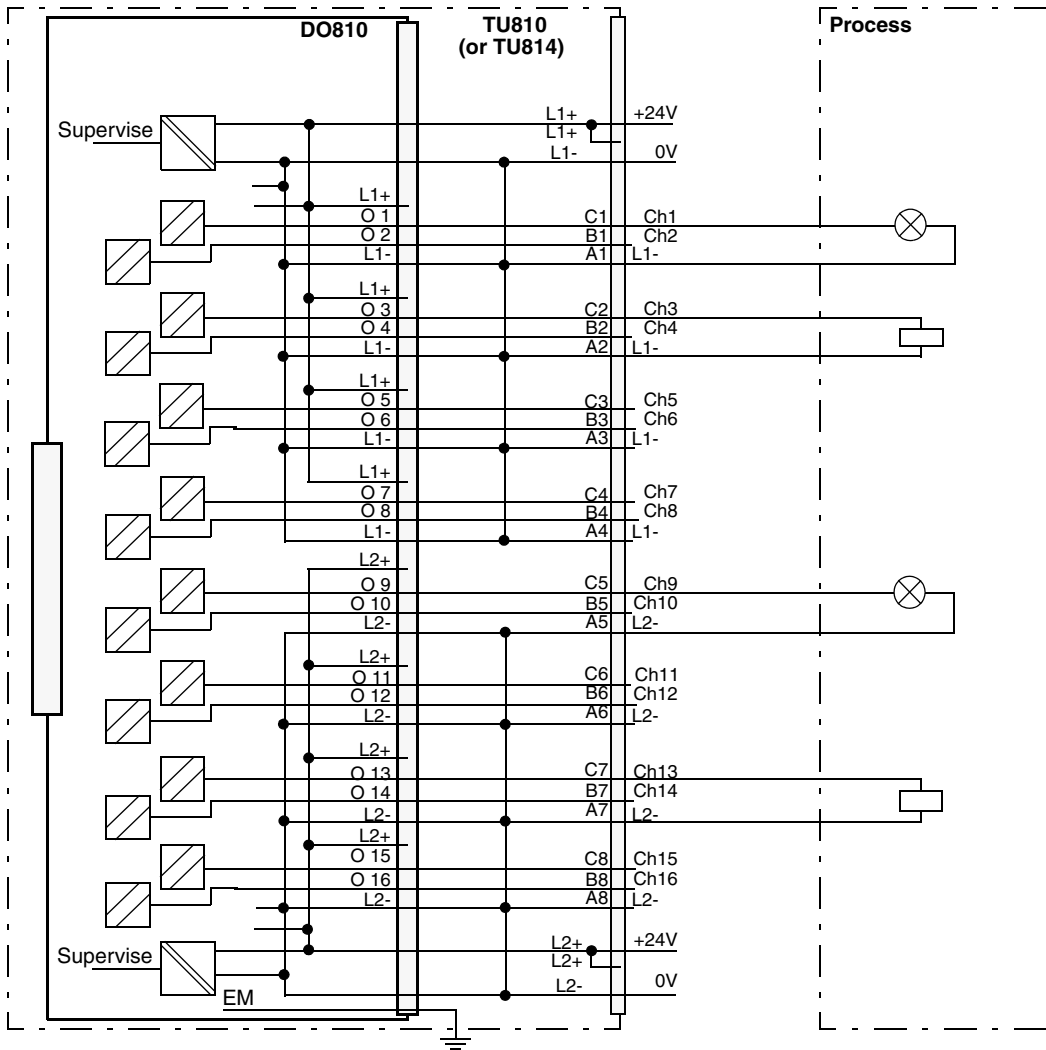 DO810 TU810 Process
(or TU814)
L1+ +24V
Supervise L1+
L1- 0V
L1+
O 1 C1 Ch1
O 2 B1 Ch2
L1- A1 L1-
L1+
O 3 C2 Ch3
O 4 B2 Ch4
L1- A2 L1-
L1+
O 5 C3 Ch5
O 6 B3 Ch6
L1- A3 L1-
L1+
O 7 C4 Ch7
O 8 B4 Ch8
L1- A4 L1-
L2+
O 9 C5 Ch9
O 10 B5 Ch10
L2- A5 L2-
L2+
O 11 C6 Ch11
O 12 B6 Ch12
L2- A6 L2-
L2+
O 13 C7 Ch13
O 14 B7 Ch14
L2- A7 L2-
L2+
O 15 C8 Ch15
O 16 B8 Ch16
L2- A8 L2-
L2+ +24V
Supervise L2+
L2- 0V
EM